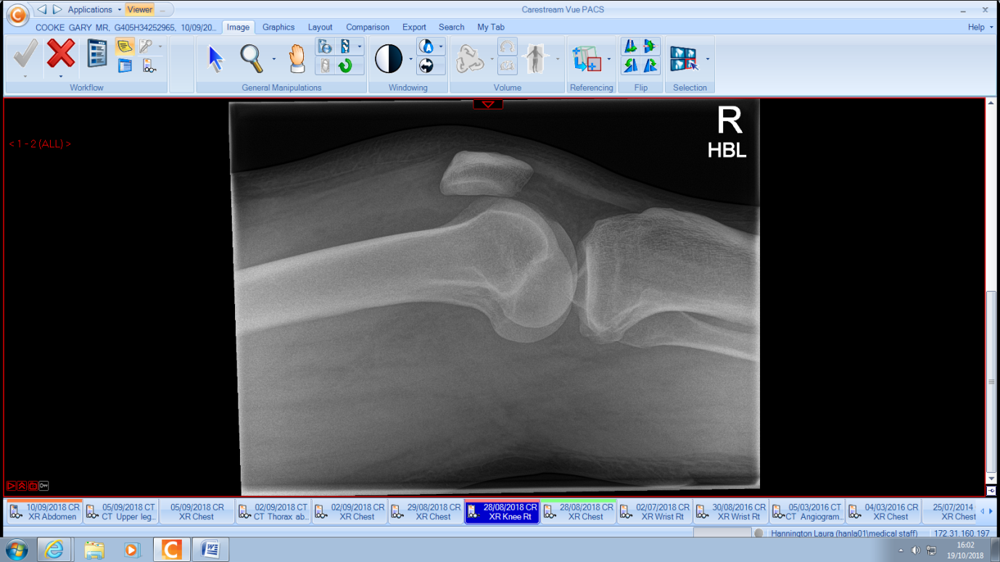 Applications Viewer ... Carestream Vue PACS
COOKE GARY MR, G405H34252965, 10/09/20... Image Graphics Layout Comparison Export Search My Tab Help
Workflow General Manipulations Windowing Volume Referencing Flip Selection
R
HBL
< 1 - 2 (ALL) >
10/09/2018 CR
XR Abdomen
05/09/2018 CT
CT Upper leg...
05/09/2018 CR
XR Chest
02/09/2018 CT
CT Thorax ab...
02/09/2018 CR
XR Chest
29/08/2018 CR
XR Chest
28/08/2018 CR
XR Knee Rt
28/08/2018 CR
XR Chest
02/07/2018 CR
XR Wrist Rt
30/08/2016 CR
XR Wrist Rt
05/03/2016 CT
CT Angiogram...
04/03/2016 CR
XR Chest
25/07/2014
XR Chest
Hannington Laura (hanla01\medical staff) 172.31.160.197
16:02
19/10/2018